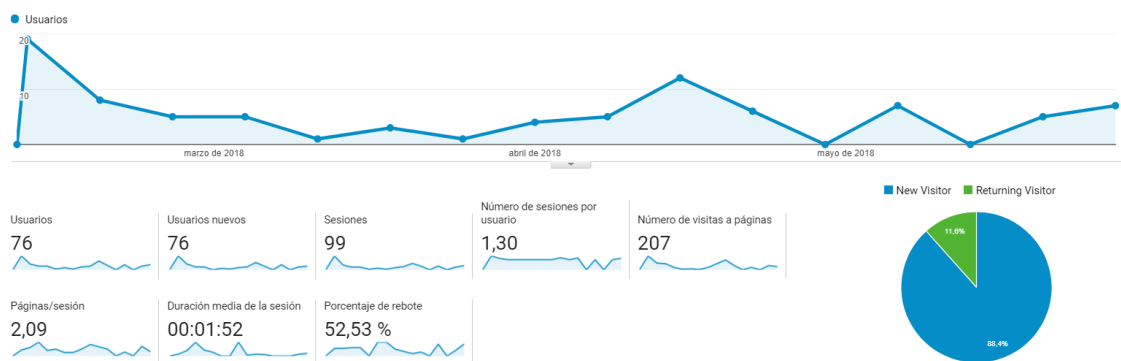 Usuarios
20
10
marzo de 2018
abril de 2018
mayo de 2018
New Visitor
Returning Visitor
Usuarios
76
Usuarios nuevos
76
Sesiones
99
Número de sesiones por
usuario
1,30
Número de visitas a páginas
207
Páginas/sesión
2,09
Duración media de la sesión
00:01:52
Porcentaje de rebote
52,53 %
11,6%
88,4%